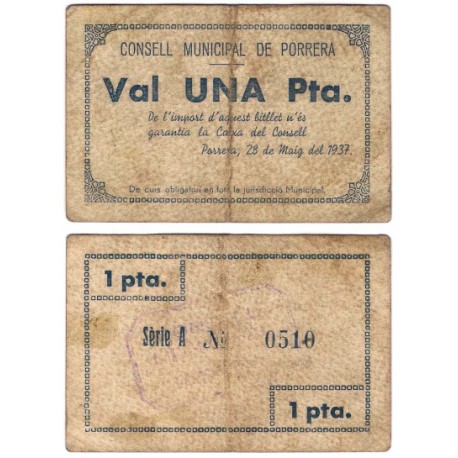 CONSELL MUNICIPAL DE PORRERA
Val UNA Pta.
De l'import d'aquest bitllet n'és
garantia la Caixa del Consell
Porrera, 28 de Maig del 1937.
De curs obligatori en tota la jurisdicció Municipal.
1 pta.
Sèrie A Nº 0510
1 pta.